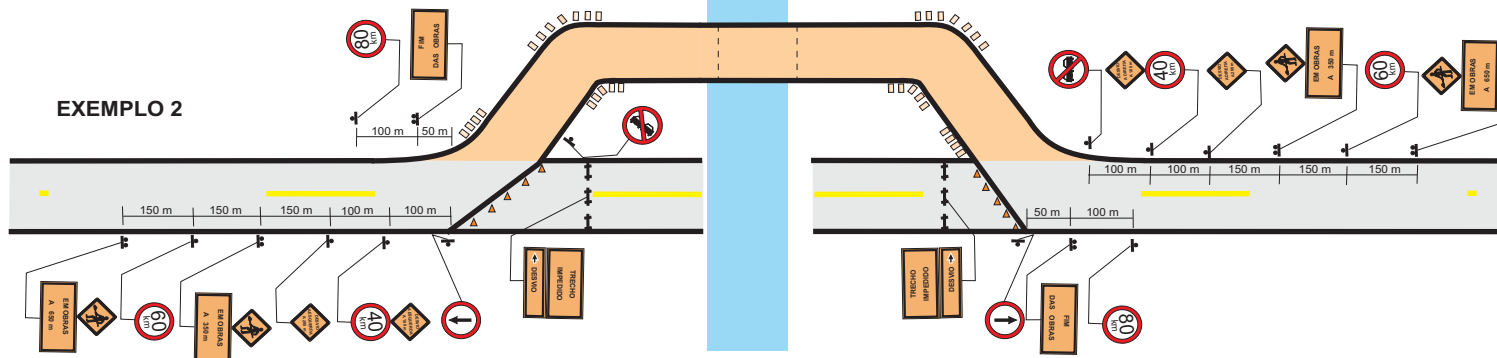 EXEMPLO 2
80
km
FIM
DAS OBRAS
100 m
50 m
40
km
EM OBRAS
A 350 m
60
km
EM OBRAS
A 650 m
100 m
100 m
150 m
150 m
150 m
150 m
150 m
150 m
100 m
100 m
50 m
100 m
EM OBRAS
A 650 m
60
km
EM OBRAS
A 350 m
40
km
DESVIO
TRECHO
IMPEDIDO
TRECHO
IMPEDIDO
DESVIO
FIM
DAS OBRAS
80
km